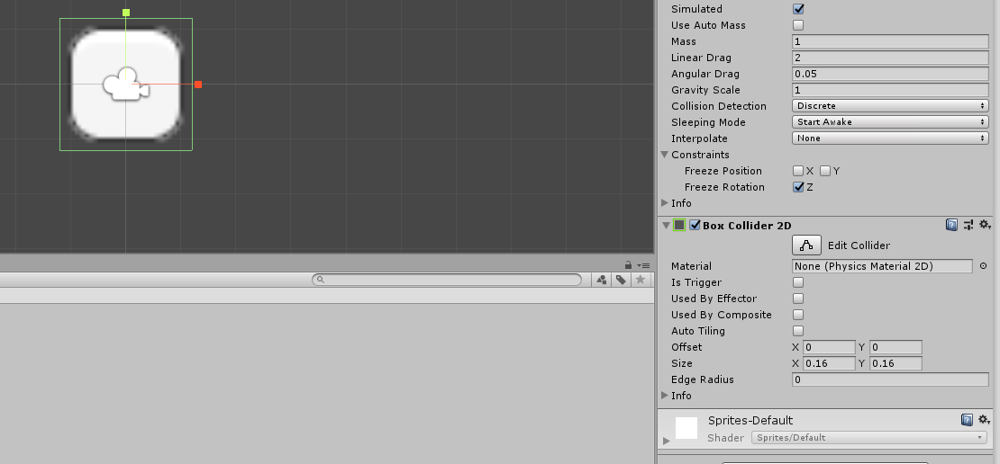 Simulated
Use Auto Mass
Mass 1
Linear Drag 2
Angular Drag 0.05
Gravity Scale 1
Collision Detection Discrete
Sleeping Mode Start Awake
Interpolate None
Constraints
Freeze Position X Y
Freeze Rotation Z
Info
Box Collider 2D
Edit Collider
Material None (Physics Material 2D)
Is Trigger
Used By Effector
Used By Composite
Auto Tiling
Offset X 0 Y 0
Size X 0.16 Y 0.16
Edge Radius 0
Info
Sprites-Default
Shader Sprites/Default